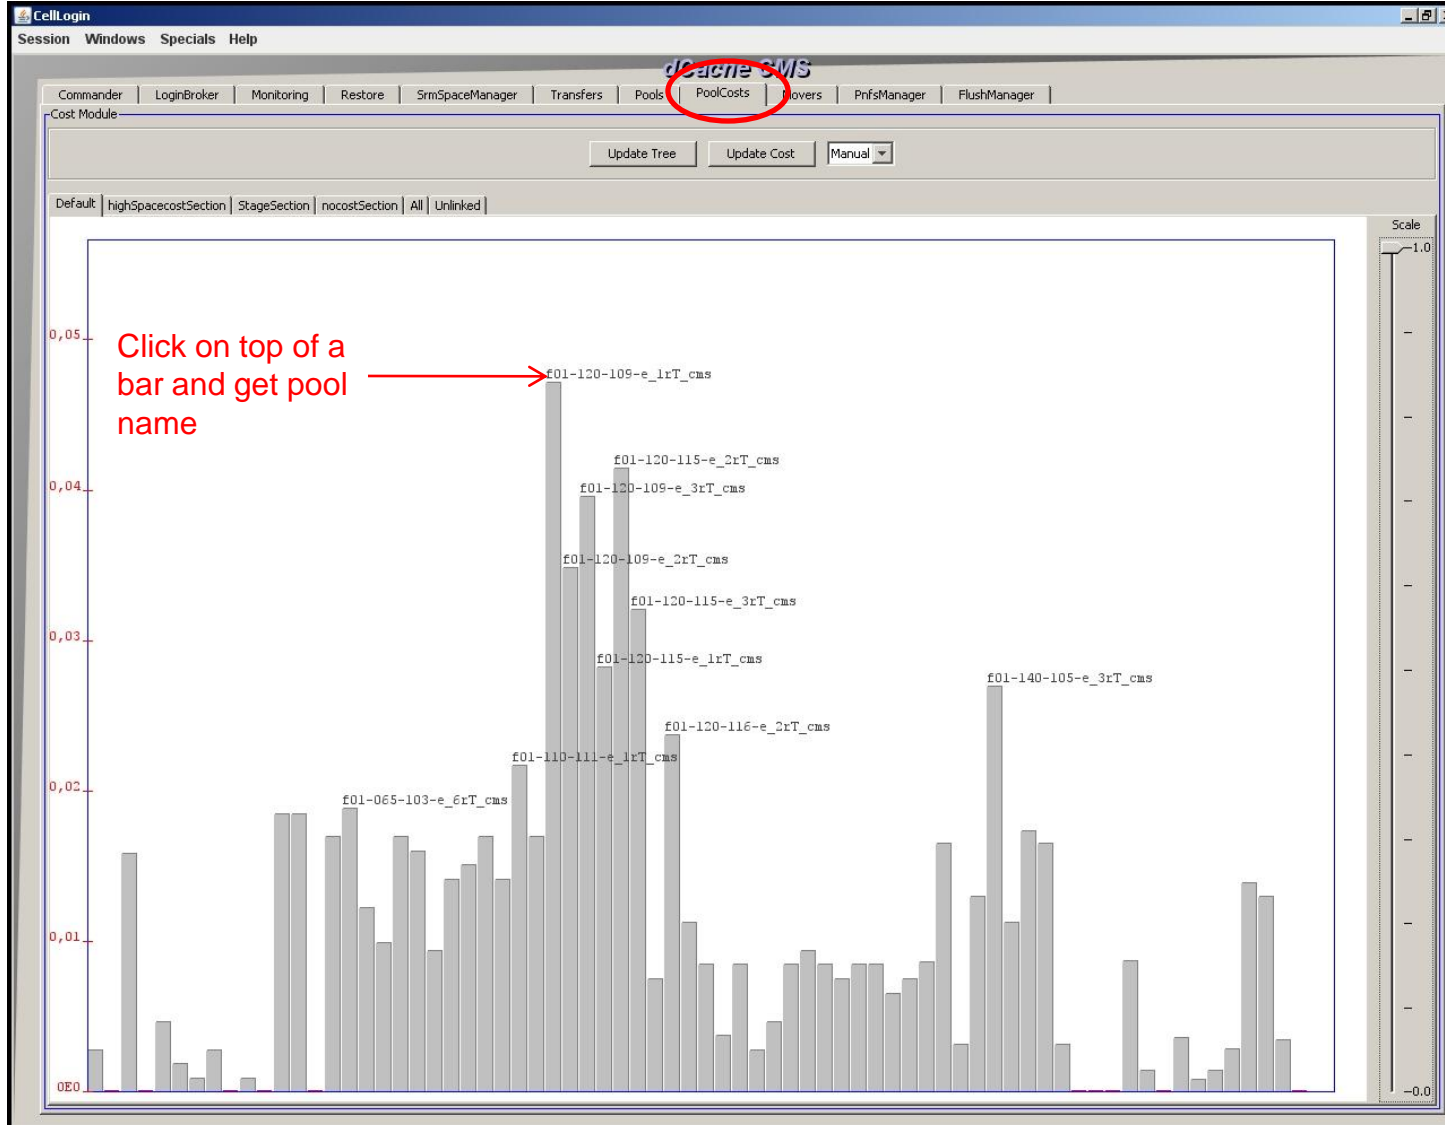 CellLogin
Session Windows Specials Help
dCache CMS
Commander LoginBroker Monitoring Restore SrmSpaceManager Transfers Pools PoolCosts Movers PnfsManager FlushManager
Cost Module
Update Tree Update Cost Manual
Default highSpacecostSection StageSection nocostSection All Unlinked
Scale
1.0
0,05
Click on top of a
bar and get pool
name
f01-120-109-e_1rT_cms
f01-120-115-e_2rT_cms
0,04
f01-120-109-e_3rT_cms
f01-120-109-e_2rT_cms
f01-120-115-e_3rT_cms
0,03
f01-120-115-e_1rT_cms
f01-140-105-e_3rT_cms
f01-120-116-e_2rT_cms
f01-110-111-e_1rT_cms
0,02
f01-065-103-e_6rT_cms
0,01
0E0
0.0